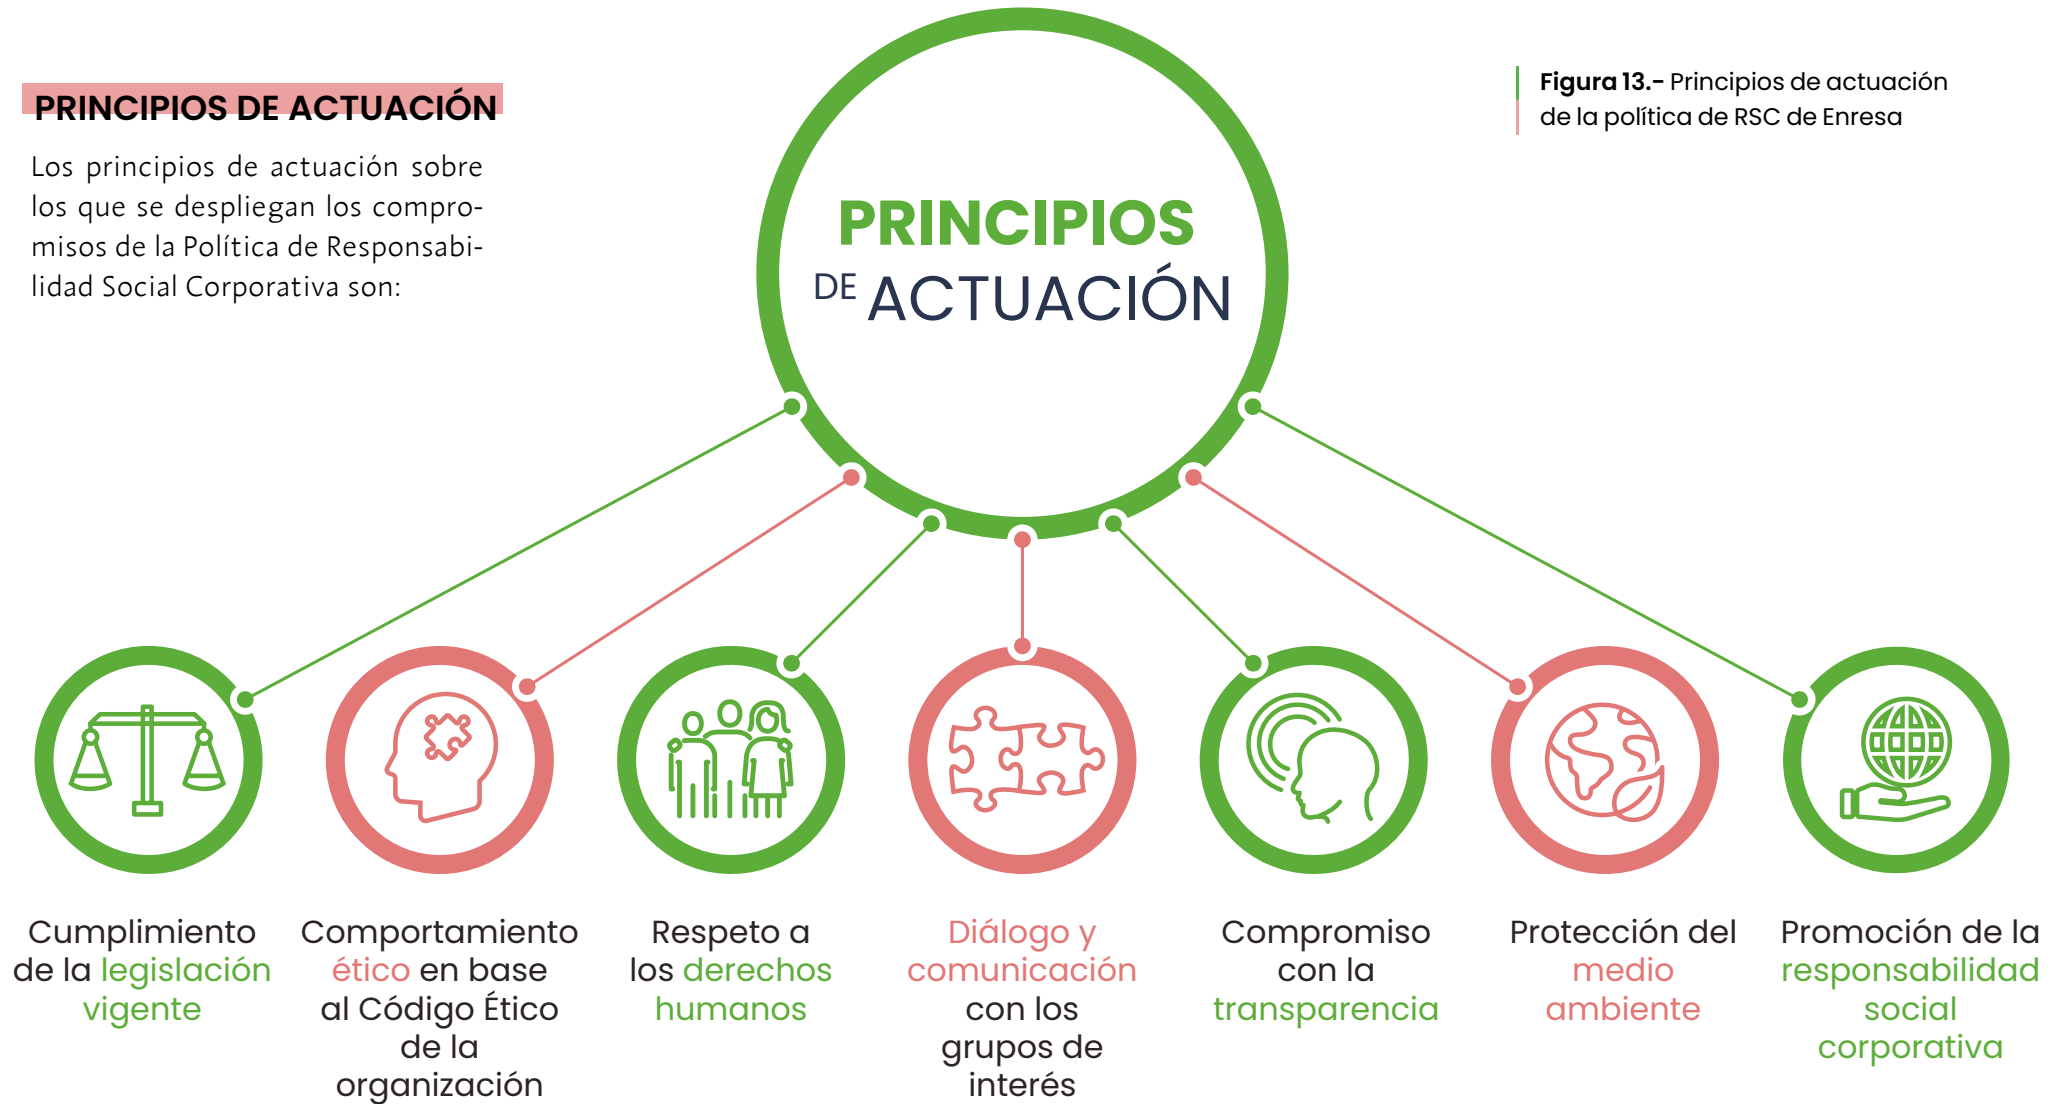 PRINCIPIOS DE ACTUACIÓN
Los principios de actuación sobre
los que se despliegan los compro-
misos de la Política de Responsabi-
lidad Social Corporativa son:
Figura 13.- Principios de actuación
de la política de RSC de Enresa
PRINCIPIOS
DE ACTUACIÓN
Cumplimiento
de la legislación
vigente
Comportamiento
ético en base
al Código Ético
de la
organización
Respeto a
los derechos
humanos
Diálogo y
comunicación
con los
grupos de
interés
Compromiso
con la
transparencia
Protección del
medio
ambiente
Promoción de la
responsabilidad
social
corporativa